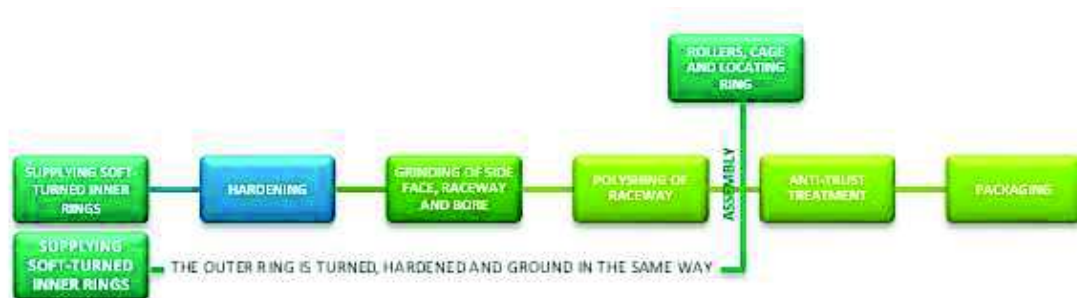 ROLLERS, CAGE
AND LOCATING
RING
SUPPLYING SOFT-
TURNED INNER
RINGS
HARDENING
GRINDING OF SIDE
FACE, RACEWAY
AND BORE
POLYSHING OF
RACEWAY
ASSEMBLY
ANTI-TRUST
TREATMENT
PACKAGING
SUPPLYING
SOFT-TURNED
INNER RINGS
THE OUTER RING IS TURNED, HARDENED AND GROUND IN THE SAME WAY